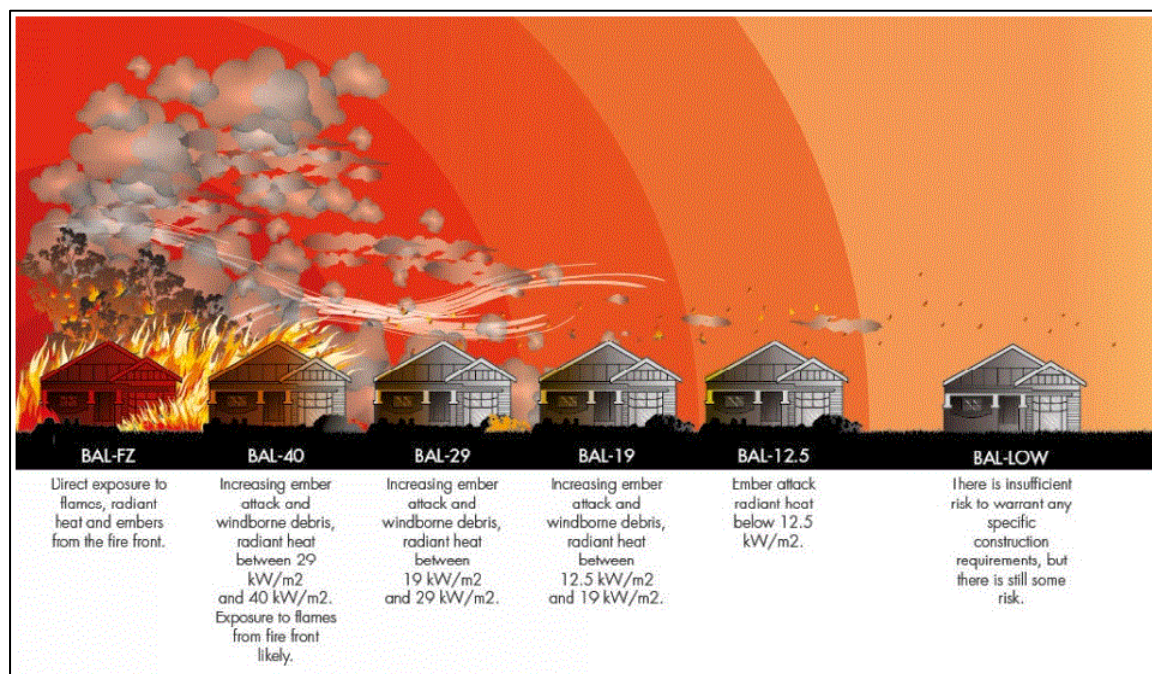 BAL-FZ
Direct exposure to
flames, radiant
heat and embers
from the fire front.
BAL-40
Increasing ember
attack and
windborne debris,
radiant heat
between 29
kW/m2
and 40 kW/m2.
Exposure to flames
from fire front
likely.
BAL-29
Increasing ember
attack and
windborne debris,
radiant heat
between
19 kW/m2
and 29 kW/m2.
BAL-19
Increasing ember
attack and
windborne debris,
radiant heat
between
12.5 kW/m2
and 19 kW/m2.
BAL-12.5
Ember attack
radiant heat
below 12.5
kW/m2.
BAL-LOW
There is insufficient
risk to warrant any
specific
construction
requirements, but
there is still some
risk.